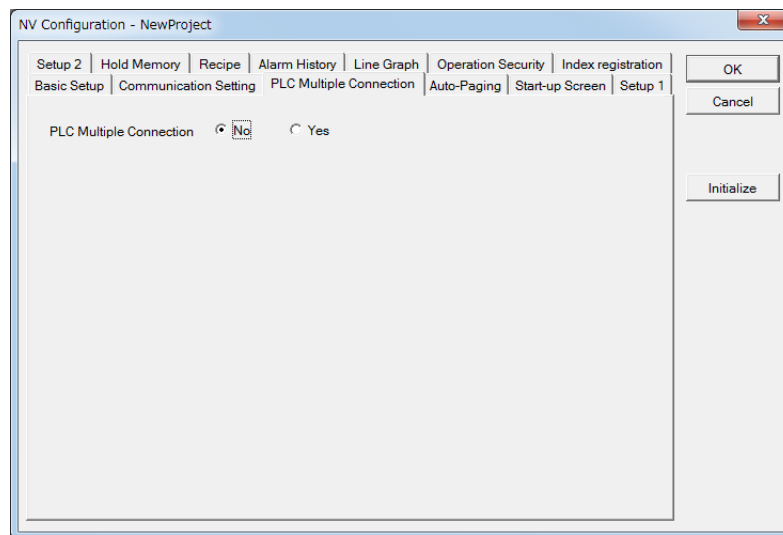 NV Configuration - NewProject
Setup 2 Hold Memory Recipe Alarm History Line Graph Operation Security Index registration
Basic Setup Communication Setting PLC Multiple Connection Auto-Paging Start-up Screen Setup 1
OK
Cancel
PLC Multiple Connection No Yes
Initialize